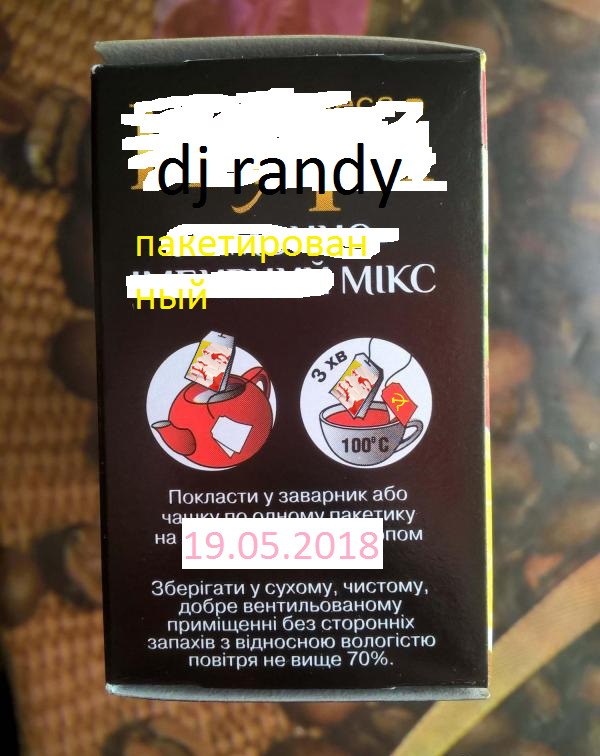 dj randy
пакетирован
ный
МІКС
3 хв
100°C
Покласти у заварник або
чашку по одному пакетику
на
19.05.2018
Зберігати у сухому, чистому,
добре вентильованому
приміщенні без сторонніх
запахів з відносною вологістю
повітря не вище 70%.